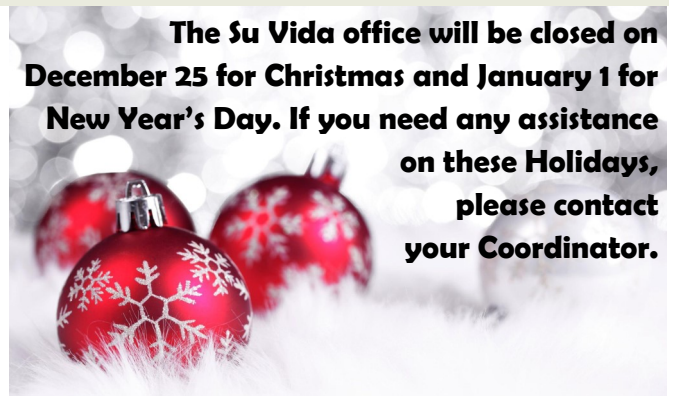 The Su Vida office will be closed on
December 25 for Christmas and January 1 for
New Year’s Day. If you need any assistance
on these Holidays,
please contact
your Coordinator.